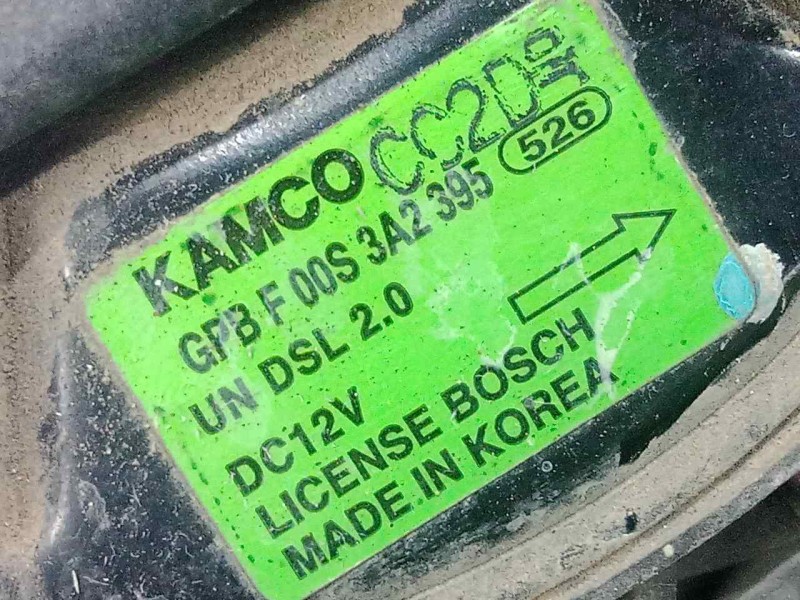 KAMCO CC2D
GPB F 00S 3A2 395 526
UN DSL 2.0
DC12V
LICENSE BOSCH
MADE IN KOREA